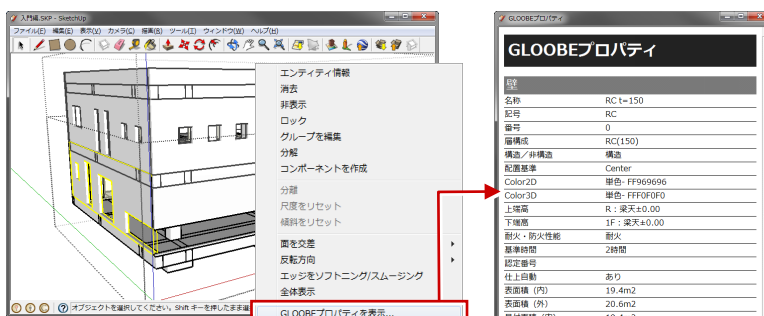 入門編.SKP - SketchUp
ファイル(F) 編集(E) 表示(V) カメラ(C) 描画(R) ツール(T) ウィンドウ(W) ヘルプ(H)
エンティティ情報
消去
非表示
ロック
グループを編集
分解
コンポーネントを作成
分離
尺度をリセット
傾斜をリセット
面を交差
反転方向
エッジをソフトニング/スムージング
全体表示
GLOOBEプロパティを表示...
オブジェクトを選択してください。Shift キーを押したまま選
GLOOBEプロパティ
GLOOBEプロパティ
壁
名称 RC t=150
記号 RC
番号 0
層構成 RC(150)
構造／非構造 構造
配置基準 Center
Color2D 単色- FF969696
Color3D 単色- FFF0F0F0
上端高 R：梁天±0.00
下端高 1F：梁天±0.00
耐火・防火性能 耐火
基準時間 2時間
認定番号
仕上自動 あり
表面積（内） 19.4m2
表面積（外） 20.6m2